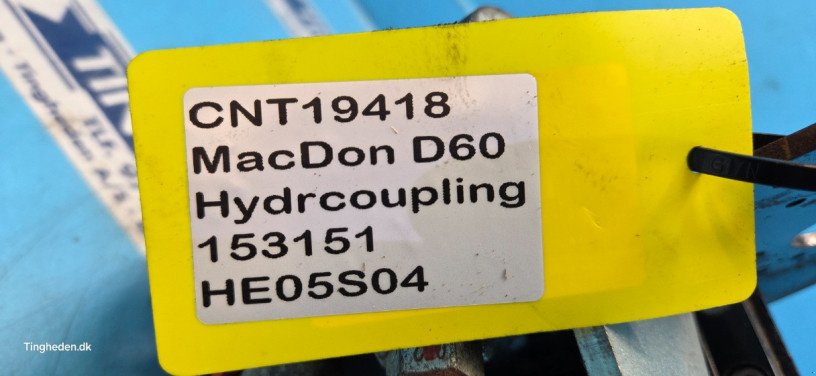 CNT19418
MacDon D60
Hydrcoupling
153151
HE05S04
Tingheden.dk